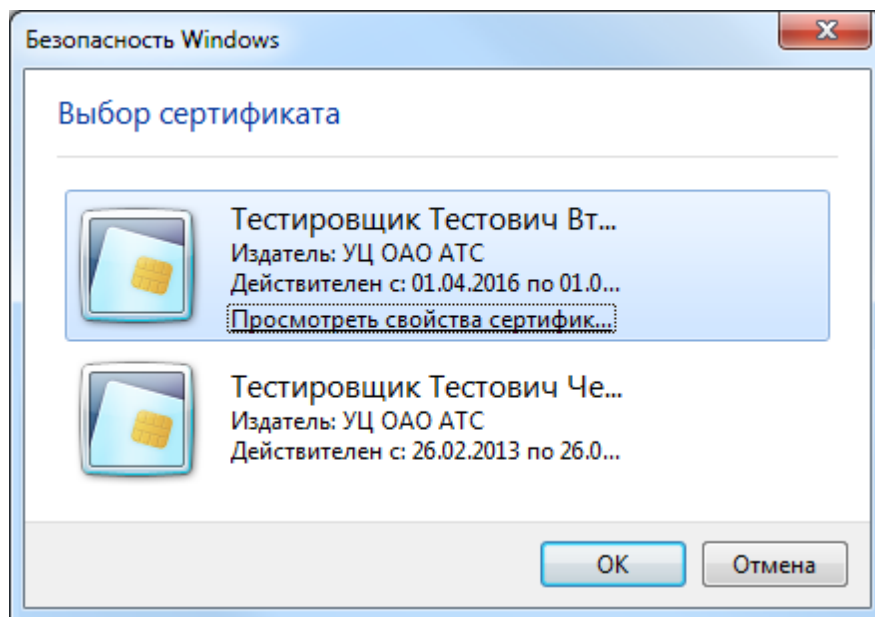 Безопасность Windows
Выбор сертификата
Тестировщик Тестович Вт...
Издатель: УЦ ОАО АТС
Действителен с: 01.04.2016 по 01.0...
Просмотреть свойства сертифик...
Тестировщик Тестович Че...
Издатель: УЦ ОАО АТС
Действителен с: 26.02.2013 по 26.0...
ОК
Отмена